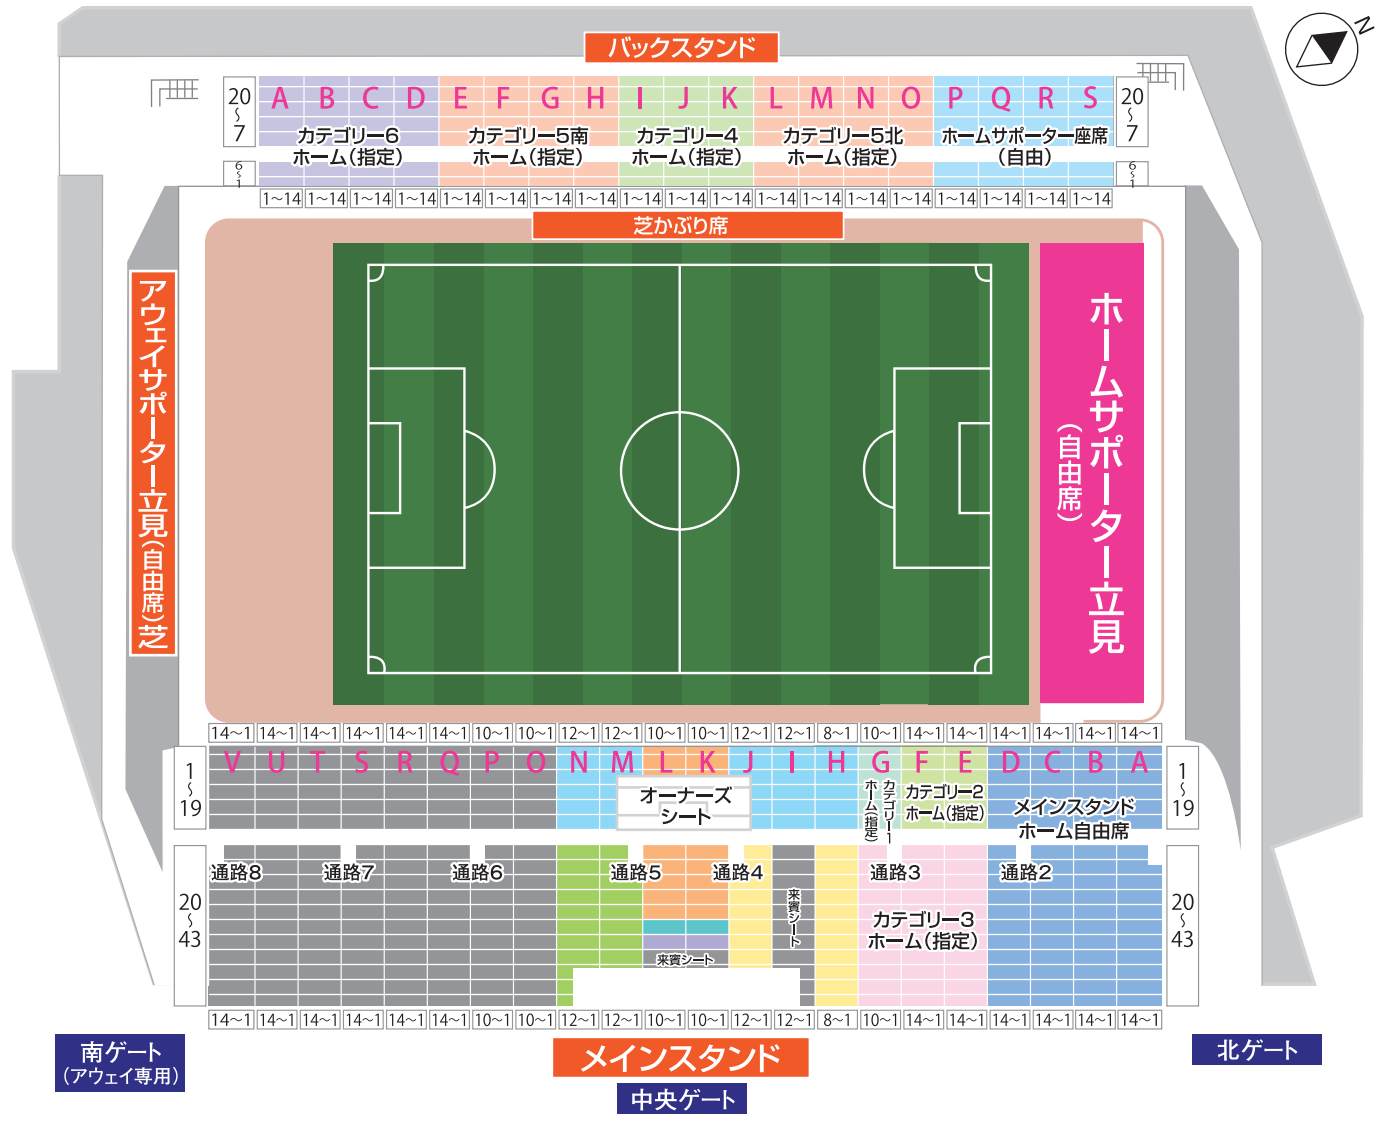 N
バックスタンド
20〜7
A B C D E F G H I J K L M N O P Q R S
20〜7
カテゴリー6
ホーム(指定)
カテゴリー5南
ホーム(指定)
カテゴリー4
ホーム(指定)
カテゴリー5北
ホーム(指定)
ホームサポーター座席
(自由)
6〜1
6〜1
1〜14 1〜14 1〜14 1〜14 1〜14 1〜14 1〜14 1〜14 1〜14 1〜14 1〜14 1〜14 1〜14 1〜14 1〜14 1〜14 1〜14 1〜14 1〜14
芝かぶり席
アウェイサポーター立見(自由席)芝
ホームサポーター立見
(自由席)
14〜1 14〜1 14〜1 14〜1 14〜1 14〜1 10〜1 10〜1 12〜1 12〜1 10〜1 10〜1 12〜1 12〜1 8〜1 10〜1 14〜1 14〜1 14〜1 14〜1 14〜1 14〜1
1〜19
V U T S R Q P O N M L K J I H G F E D C B A
1〜19
オーナーズ
シート
カテゴリー1
ホーム(指定)
カテゴリー2
ホーム(指定)
メインスタンド
ホーム自由席
20〜43
通路8 通路7 通路6 通路5 通路4 通路3 通路2
20〜43
来賓シート
カテゴリー3
ホーム(指定)
来賓シート
14〜1 14〜1 14〜1 14〜1 14〜1 14〜1 10〜1 10〜1 12〜1 12〜1 10〜1 10〜1 12〜1 12〜1 8〜1 10〜1 14〜1 14〜1 14〜1 14〜1 14〜1 14〜1
南ゲート
(アウェイ専用)
メインスタンド
中央ゲート
北ゲート